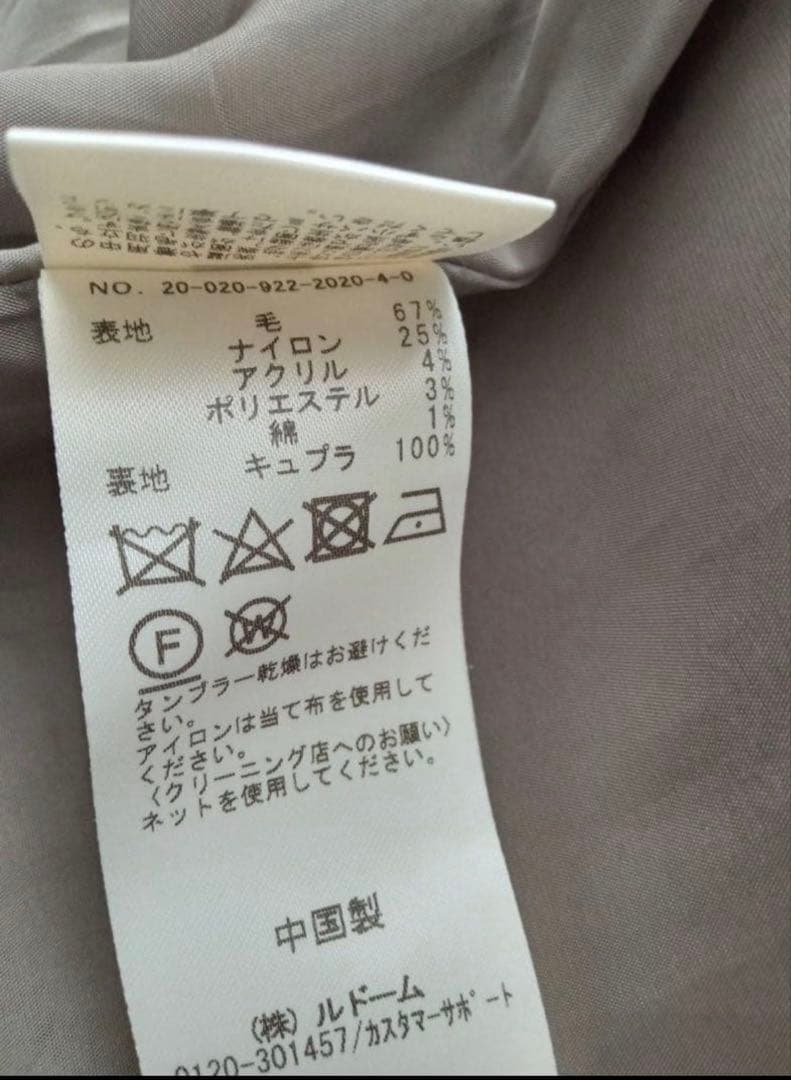 NO. 20-020-922-2020-4-0
表地 毛 67%
ナイロン 25%
アクリル 4%
ポリエステル 3%
綿 1%
裏地 キュプラ 100%
F W
タンブラー乾燥はお避けくだ
さい。
アイロンは当て布を使用して
ください。
〈クリーニング店へのお願い〉
ネットを使用してください。
中国製
(株)ルドーム
0120-301457/カスタマーサポート